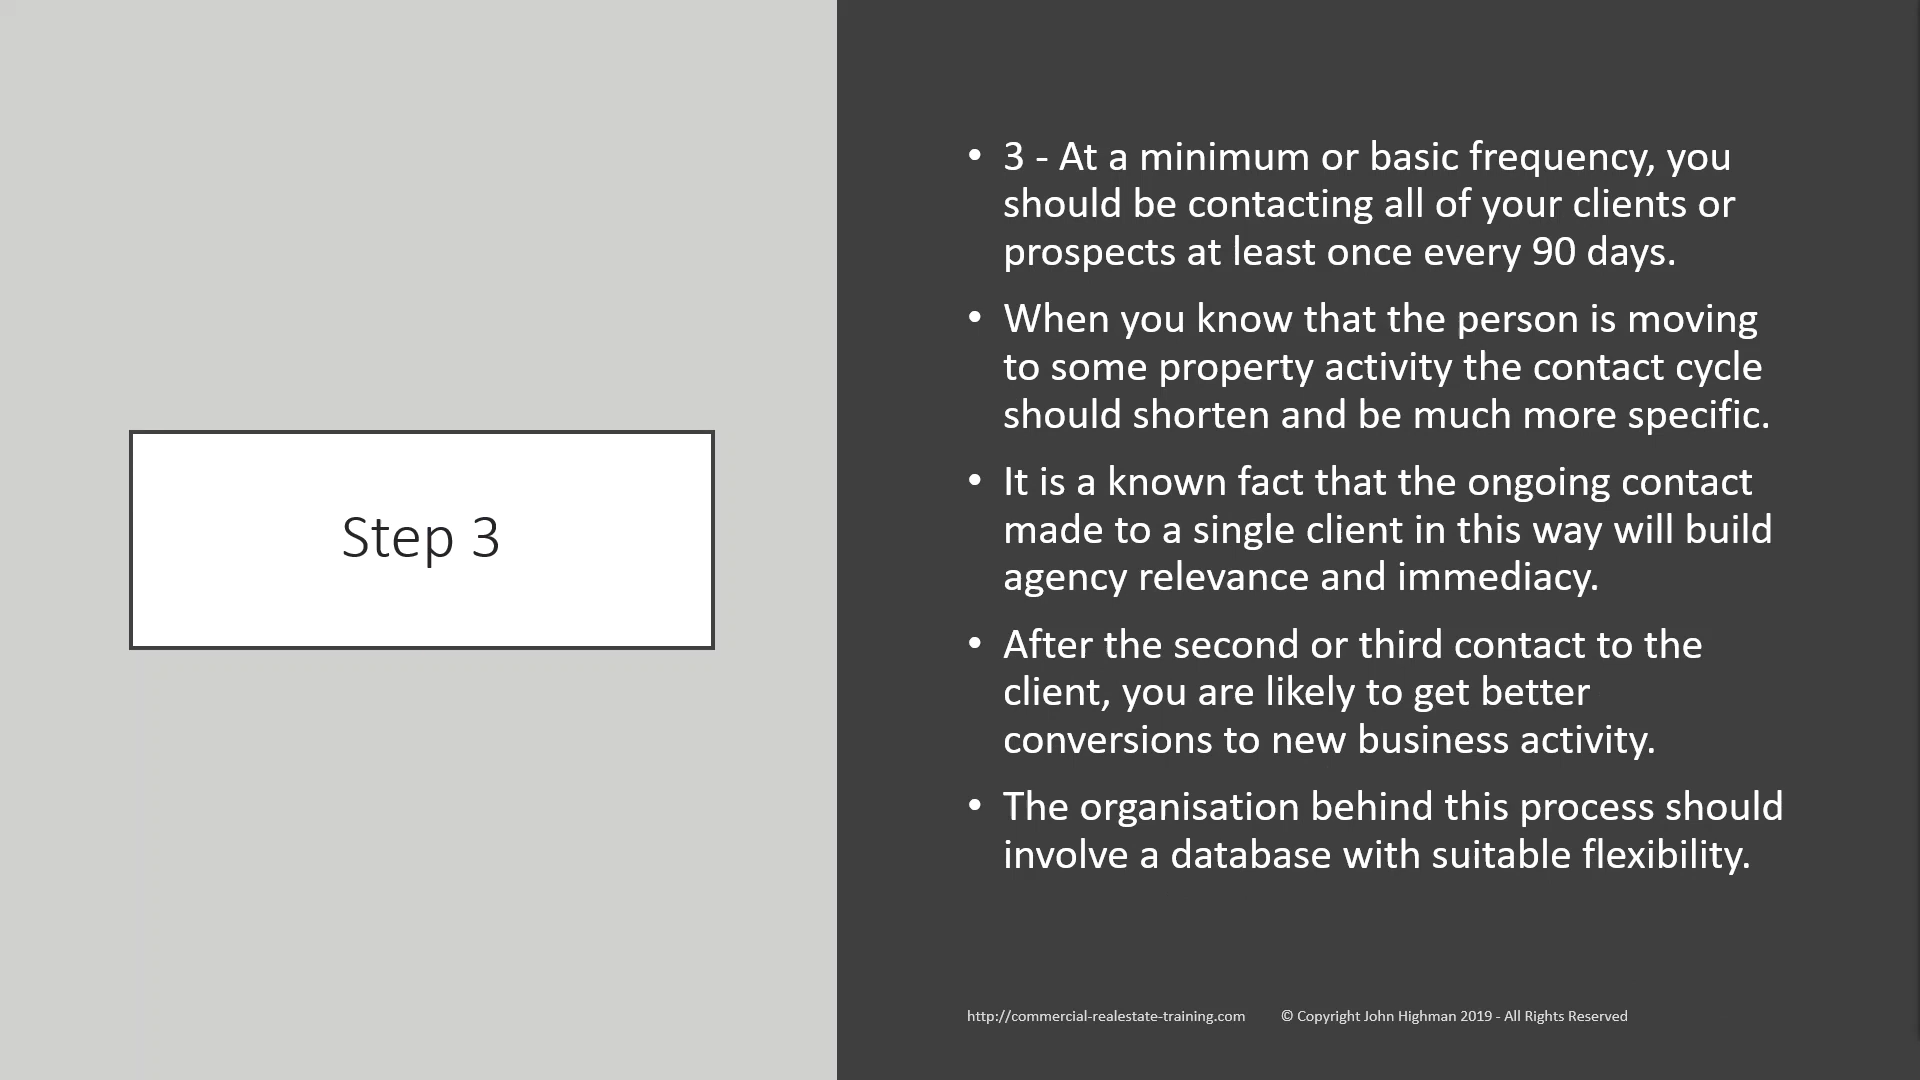 Step 3
• 3 - At a minimum or basic frequency, you
should be contacting all of your clients or
prospects at least once every 90 days.
• When you know that the person is moving
to some property activity the contact cycle
should shorten and be much more specific.
• It is a known fact that the ongoing contact
made to a single client in this way will build
agency relevance and immediacy.
• After the second or third contact to the
client, you are likely to get better
conversions to new business activity.
• The organisation behind this process should
involve a database with suitable flexibility.
http://commercial-realestate-training.com © Copyright John Highman 2019 - All Rights Reserved